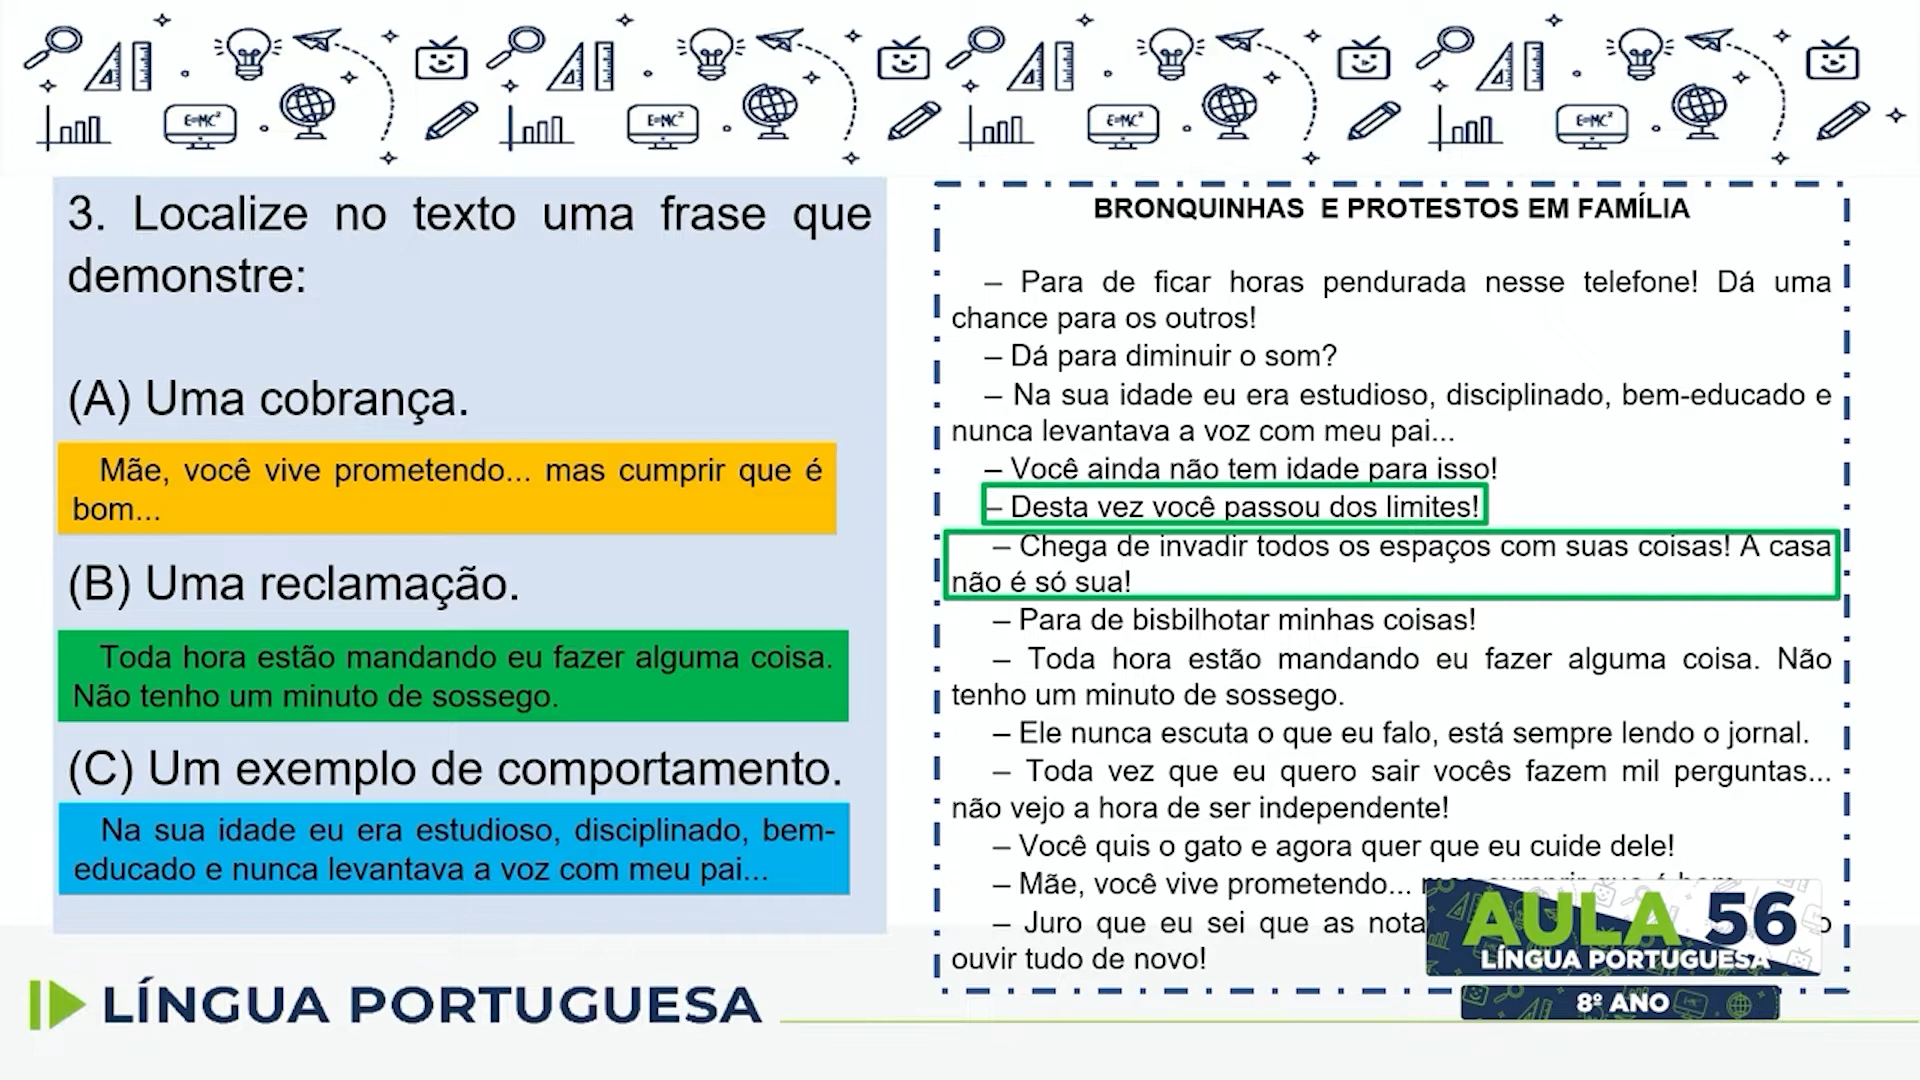 E=MC²
E=MC²
E=MC²
E=MC²
3. Localize no texto uma frase que
demonstre:
(A) Uma cobrança.
Mãe, você vive prometendo... mas cumprir que é
bom...
(B) Uma reclamação.
Toda hora estão mandando eu fazer alguma coisa.
Não tenho um minuto de sossego.
(C) Um exemplo de comportamento.
Na sua idade eu era estudioso, disciplinado, bem-
educado e nunca levantava a voz com meu pai...
BRONQUINHAS E PROTESTOS EM FAMÍLIA
– Para de ficar horas pendurada nesse telefone! Dá uma
chance para os outros!
– Dá para diminuir o som?
– Na sua idade eu era estudioso, disciplinado, bem-educado e
nunca levantava a voz com meu pai...
– Você ainda não tem idade para isso!
– Desta vez você passou dos limites!
– Chega de invadir todos os espaços com suas coisas! A casa
não é só sua!
– Para de bisbilhotar minhas coisas!
– Toda hora estão mandando eu fazer alguma coisa. Não
tenho um minuto de sossego.
– Ele nunca escuta o que eu falo, está sempre lendo o jornal.
– Toda vez que eu quero sair vocês fazem mil perguntas...
não vejo a hora de ser independente!
– Você quis o gato e agora quer que eu cuide dele!
– Mãe, você vive prometendo... mas cumprir que é bom...
– Juro que eu sei que as nota
ouvir tudo de novo!
AULA 56
LÍNGUA PORTUGUESA
8º ANO
LÍNGUA PORTUGUESA